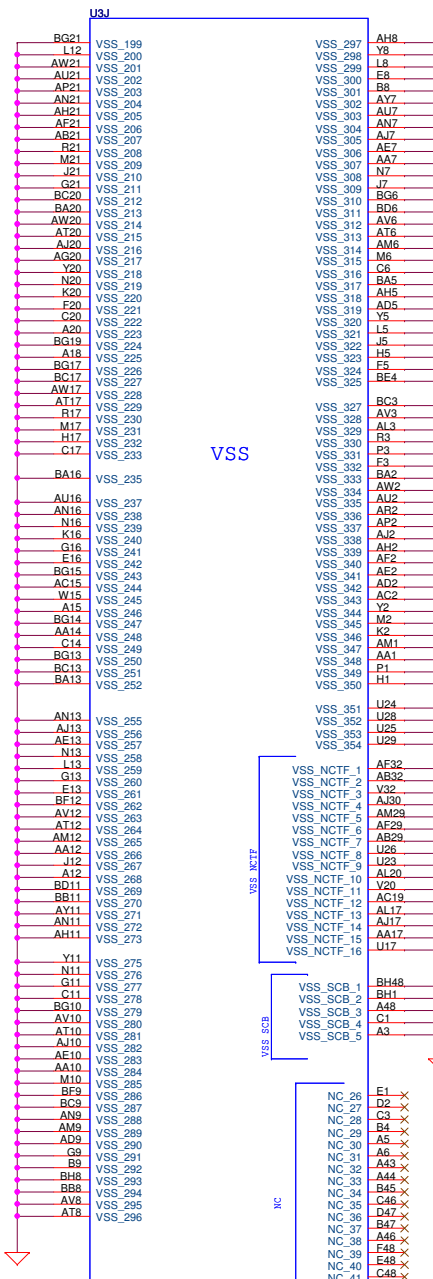 U3J
BG21 VSS_199
L12 VSS_200
AW21 VSS_201
AU21 VSS_202
AP21 VSS_203
AN21 VSS_204
AH21 VSS_205
AF21 VSS_206
AB21 VSS_207
R21 VSS_208
M21 VSS_209
J21 VSS_210
G21 VSS_211
BC20 VSS_212
BA20 VSS_213
AW20 VSS_214
AT20 VSS_215
AJ20 VSS_216
AG20 VSS_217
Y20 VSS_218
N20 VSS_219
K20 VSS_220
F20 VSS_221
C20 VSS_222
A20 VSS_223
BG19 VSS_224
A18 VSS_225
BG17 VSS_226
BC17 VSS_227
AW17 VSS_228
AT17 VSS_229
R17 VSS_230
M17 VSS_231
H17 VSS_232
C17 VSS_233
BA16 VSS_235
AU16 VSS_237
AN16 VSS_238
N16 VSS_239
K16 VSS_240
G16 VSS_241
E16 VSS_242
BG15 VSS_243
AC15 VSS_244
W15 VSS_245
A15 VSS_246
BG14 VSS_247
AA14 VSS_248
C14 VSS_249
BG13 VSS_250
BC13 VSS_251
BA13 VSS_252
AN13 VSS_255
AJ13 VSS_256
AE13 VSS_257
N13 VSS_258
L13 VSS_259
G13 VSS_260
E13 VSS_261
BF12 VSS_262
AV12 VSS_263
AT12 VSS_264
AM12 VSS_265
AA12 VSS_266
J12 VSS_267
A12 VSS_268
BD11 VSS_269
BB11 VSS_270
AY11 VSS_271
AN11 VSS_272
AH11 VSS_273
Y11 VSS_275
N11 VSS_276
G11 VSS_277
C11 VSS_278
BG10 VSS_279
AV10 VSS_280
AT10 VSS_281
AJ10 VSS_282
AE10 VSS_283
AA10 VSS_284
M10 VSS_285
BF9 VSS_286
BC9 VSS_287
AN9 VSS_288
AM9 VSS_289
AD9 VSS_290
G9 VSS_291
B9 VSS_292
BH8 VSS_293
BB8 VSS_294
AV8 VSS_295
AT8 VSS_296
VSS
VSS_297 AH8
VSS_298 Y8
VSS_299 L8
VSS_300 E8
VSS_301 B8
VSS_302 AY7
VSS_303 AU7
VSS_304 AN7
VSS_305 AJ7
VSS_306 AE7
VSS_307 AA7
VSS_308 N7
VSS_309 J7
VSS_310 BG6
VSS_311 BD6
VSS_312 AV6
VSS_313 AT6
VSS_314 AM6
VSS_315 M6
VSS_316 C6
VSS_317 BA5
VSS_318 AH5
VSS_319 AD5
VSS_320 Y5
VSS_321 L5
VSS_322 J5
VSS_323 H5
VSS_324 F5
VSS_325 BE4
VSS_327 BC3
VSS_328 AV3
VSS_329 AL3
VSS_330 R3
VSS_331 P3
VSS_332 F3
VSS_333 BA2
VSS_334 AW2
VSS_335 AU2
VSS_336 AR2
VSS_337 AP2
VSS_338 AJ2
VSS_339 AH2
VSS_340 AF2
VSS_341 AE2
VSS_342 AD2
VSS_343 AC2
VSS_344 Y2
VSS_345 M2
VSS_346 K2
VSS_347 AM1
VSS_348 AA1
VSS_349 P1
VSS_350 H1
VSS_351 U24
VSS_352 U28
VSS_353 U25
VSS_354 U29
VSS NCTF
VSS_NCTF_1 AF32
VSS_NCTF_2 AB32
VSS_NCTF_3 V32
VSS_NCTF_4 AJ30
VSS_NCTF_5 AM29
VSS_NCTF_6 AF29
VSS_NCTF_7 AB29
VSS_NCTF_8 U26
VSS_NCTF_9 U23
VSS_NCTF_10 AL20
VSS_NCTF_11 V20
VSS_NCTF_12 AC19
VSS_NCTF_13 AL17
VSS_NCTF_14 AJ17
VSS_NCTF_15 AA17
VSS_NCTF_16 U17
VSS SCB
VSS_SCB_1 BH48
VSS_SCB_2 BH1
VSS_SCB_3 A48
VSS_SCB_4 C1
VSS_SCB_5 A3
NC
NC_26 E1
NC_27 D2
NC_28 C3
NC_29 B4
NC_30 A5
NC_31 A6
NC_32 A43
NC_33 A44
NC_34 B45
NC_35 C46
NC_36 D47
NC_37 B47
NC_38 A46
NC_39 F48
NC_40 E48
NC_41 C48